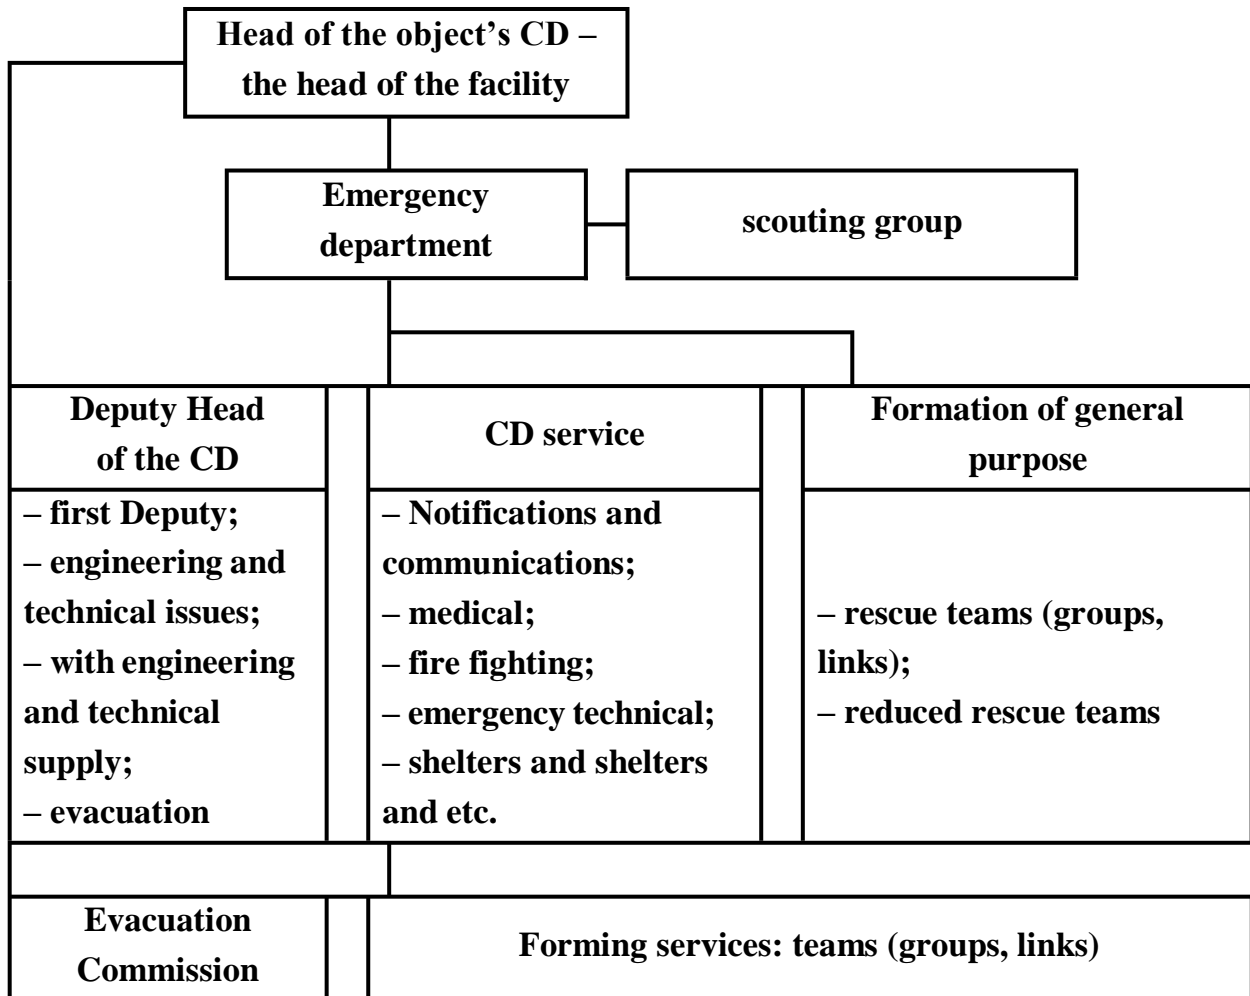 Head of the object’s CD –
the head of the facility
Emergency
department
scouting group
Deputy Head
of the CD
CD service
Formation of general
purpose
– first Deputy;
– engineering and
technical issues;
– with engineering
and technical
supply;
– evacuation
– Notifications and
communications;
– medical;
– fire fighting;
– emergency technical;
– shelters and shelters
and etc.
– rescue teams (groups,
links);
– reduced rescue teams
Evacuation
Commission
Forming services: teams (groups, links)